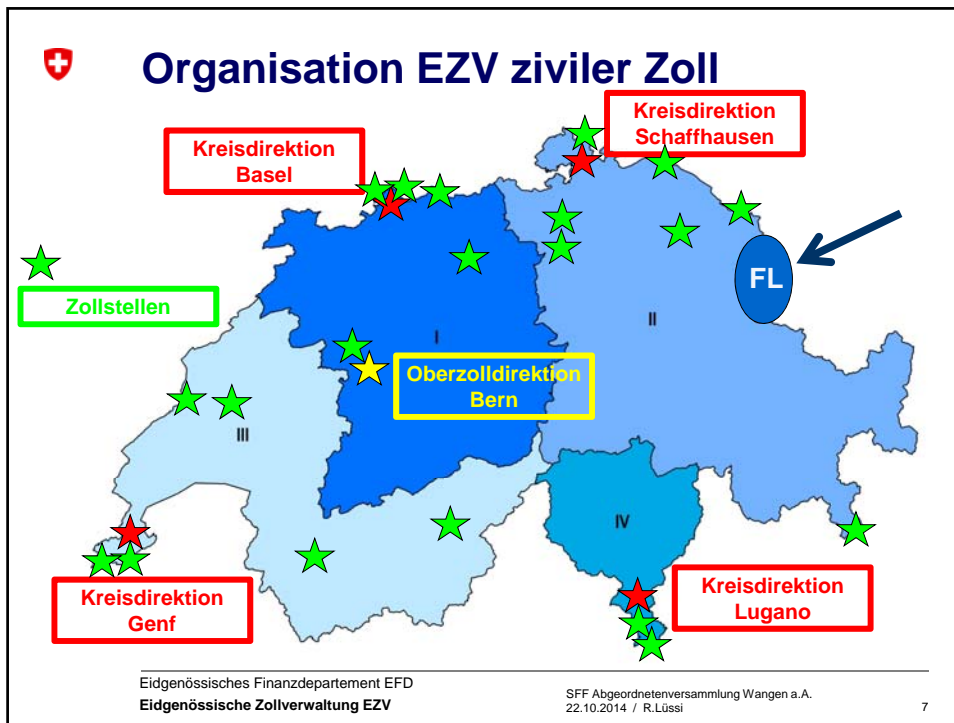 Organisation EZV ziviler Zoll
Kreisdirektion
Schaffhausen
Kreisdirektion
Basel
FL
Zollstellen
I
II
Oberzolldirektion
Bern
III
IV
Kreisdirektion
Genf
Kreisdirektion
Lugano
Eidgenössisches Finanzdepartement EFD
Eidgenössische Zollverwaltung EZV
SFF Abgeordnetenversammlung Wangen a.A.
22.10.2014 / R.Lüssi
7